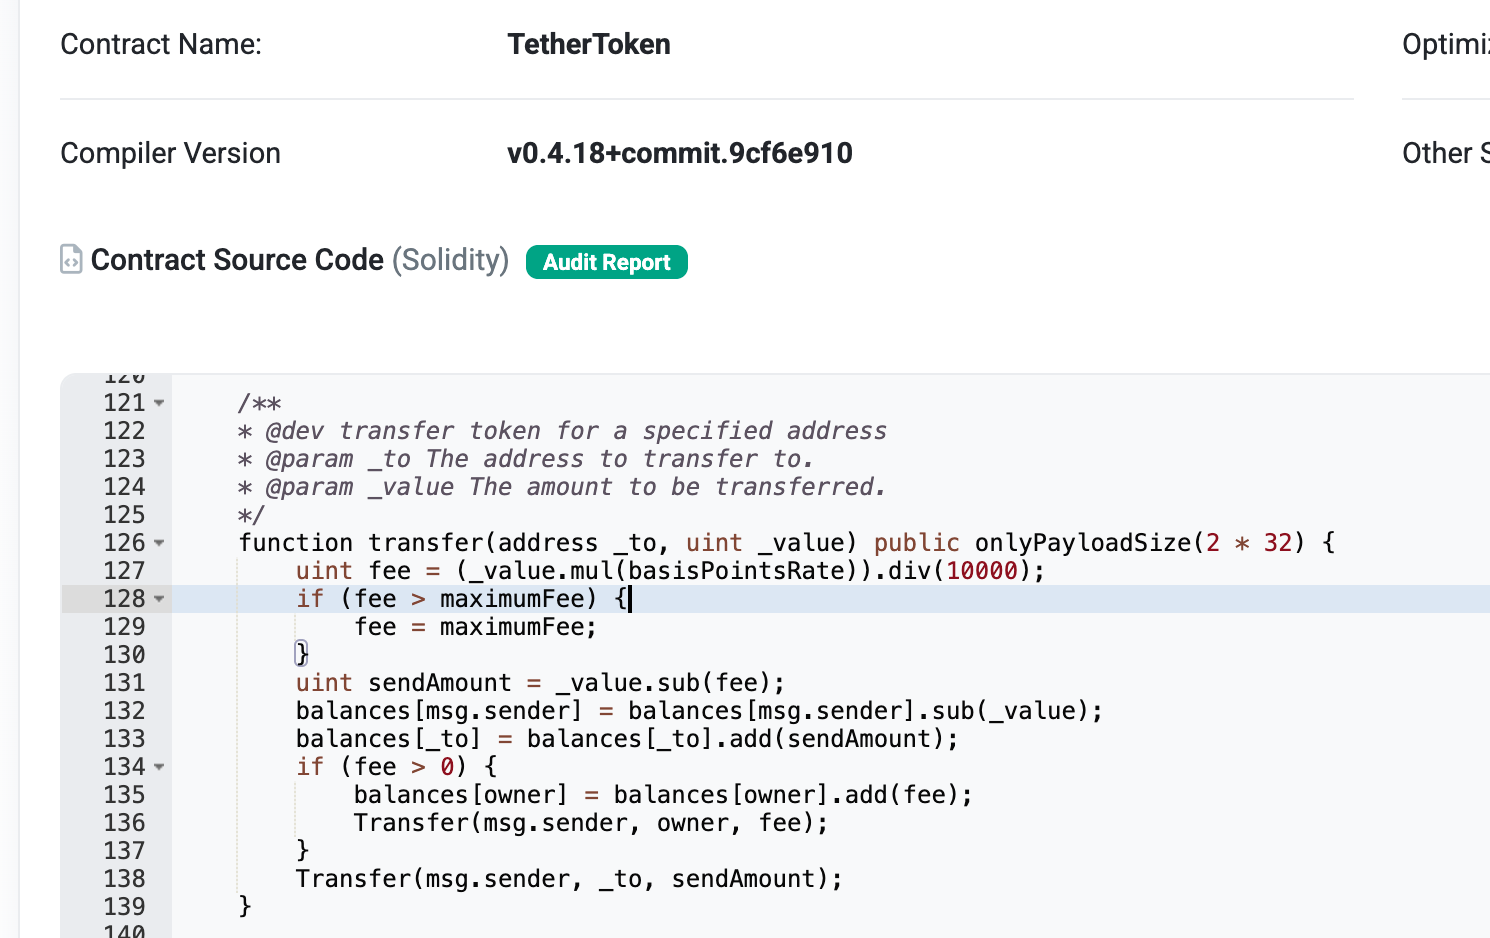 Contract Name:
TetherToken
Optimi
Compiler Version
v0.4.18+commit.9cf6e910
Other S
Contract Source Code (Solidity)
Audit Report
120
121 /**
122 * @dev transfer token for a specified address
123 * @param _to The address to transfer to.
124 * @param _value The amount to be transferred.
125 */
126 function transfer(address _to, uint _value) public onlyPayloadSize(2 * 32) {
127 uint fee = (_value.mul(basisPointsRate)).div(10000);
128 if (fee > maximumFee) {
129 fee = maximumFee;
130 }
131 uint sendAmount = _value.sub(fee);
132 balances[msg.sender] = balances[msg.sender].sub(_value);
133 balances[_to] = balances[_to].add(sendAmount);
134 if (fee > 0) {
135 balances[owner] = balances[owner].add(fee);
136 Transfer(msg.sender, owner, fee);
137 }
138 Transfer(msg.sender, _to, sendAmount);
139 }
140